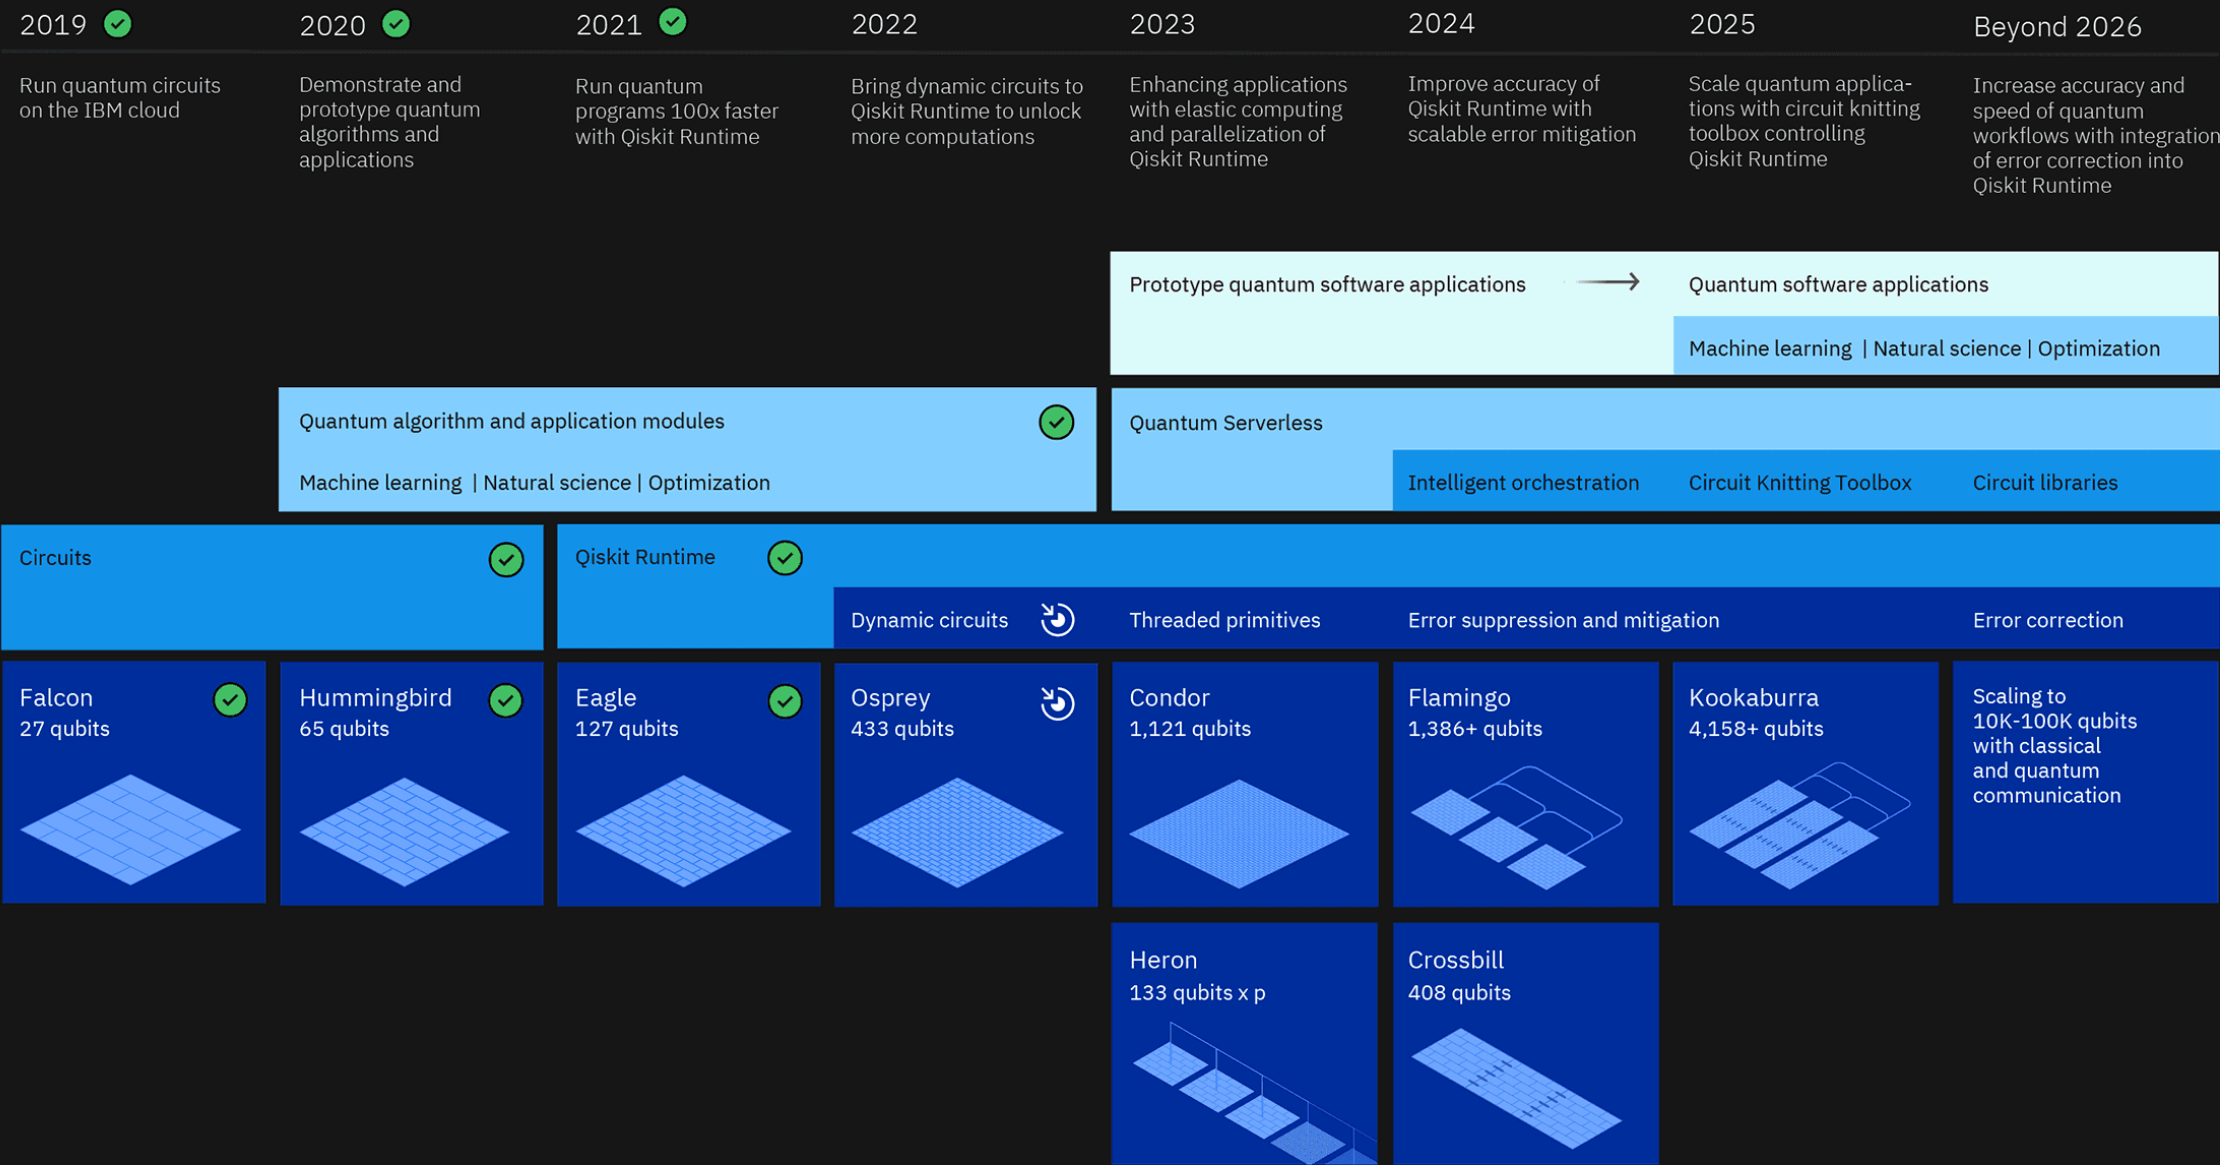 2019
2020
2021
2022
2023
2024
2025
Beyond 2026
Run quantum circuits
on the IBM cloud
Demonstrate and
prototype quantum
algorithms and
applications
Run quantum
programs 100x faster
with Qiskit Runtime
Bring dynamic circuits to
Qiskit Runtime to unlock
more computations
Enhancing applications
with elastic computing
and parallelization of
Qiskit Runtime
Improve accuracy of
Qiskit Runtime with
scalable error mitigation
Scale quantum applica-
tions with circuit knitting
toolbox controlling
Qiskit Runtime
Increase accuracy and
speed of quantum
workflows with integration
of error correction into
Qiskit Runtime
Prototype quantum software applications
Quantum software applications
Machine learning | Natural science | Optimization
Quantum algorithm and application modules
Machine learning | Natural science | Optimization
Quantum Serverless
Intelligent orchestration
Circuit Knitting Toolbox
Circuit libraries
Circuits
Qiskit Runtime
Dynamic circuits
Threaded primitives
Error suppression and mitigation
Error correction
Falcon
27 qubits
Hummingbird
65 qubits
Eagle
127 qubits
Osprey
433 qubits
Condor
1,121 qubits
Flamingo
1,386+ qubits
Kookaburra
4,158+ qubits
Scaling to
10K-100K qubits
with classical
and quantum
communication
Heron
133 qubits x p
Crossbill
408 qubits